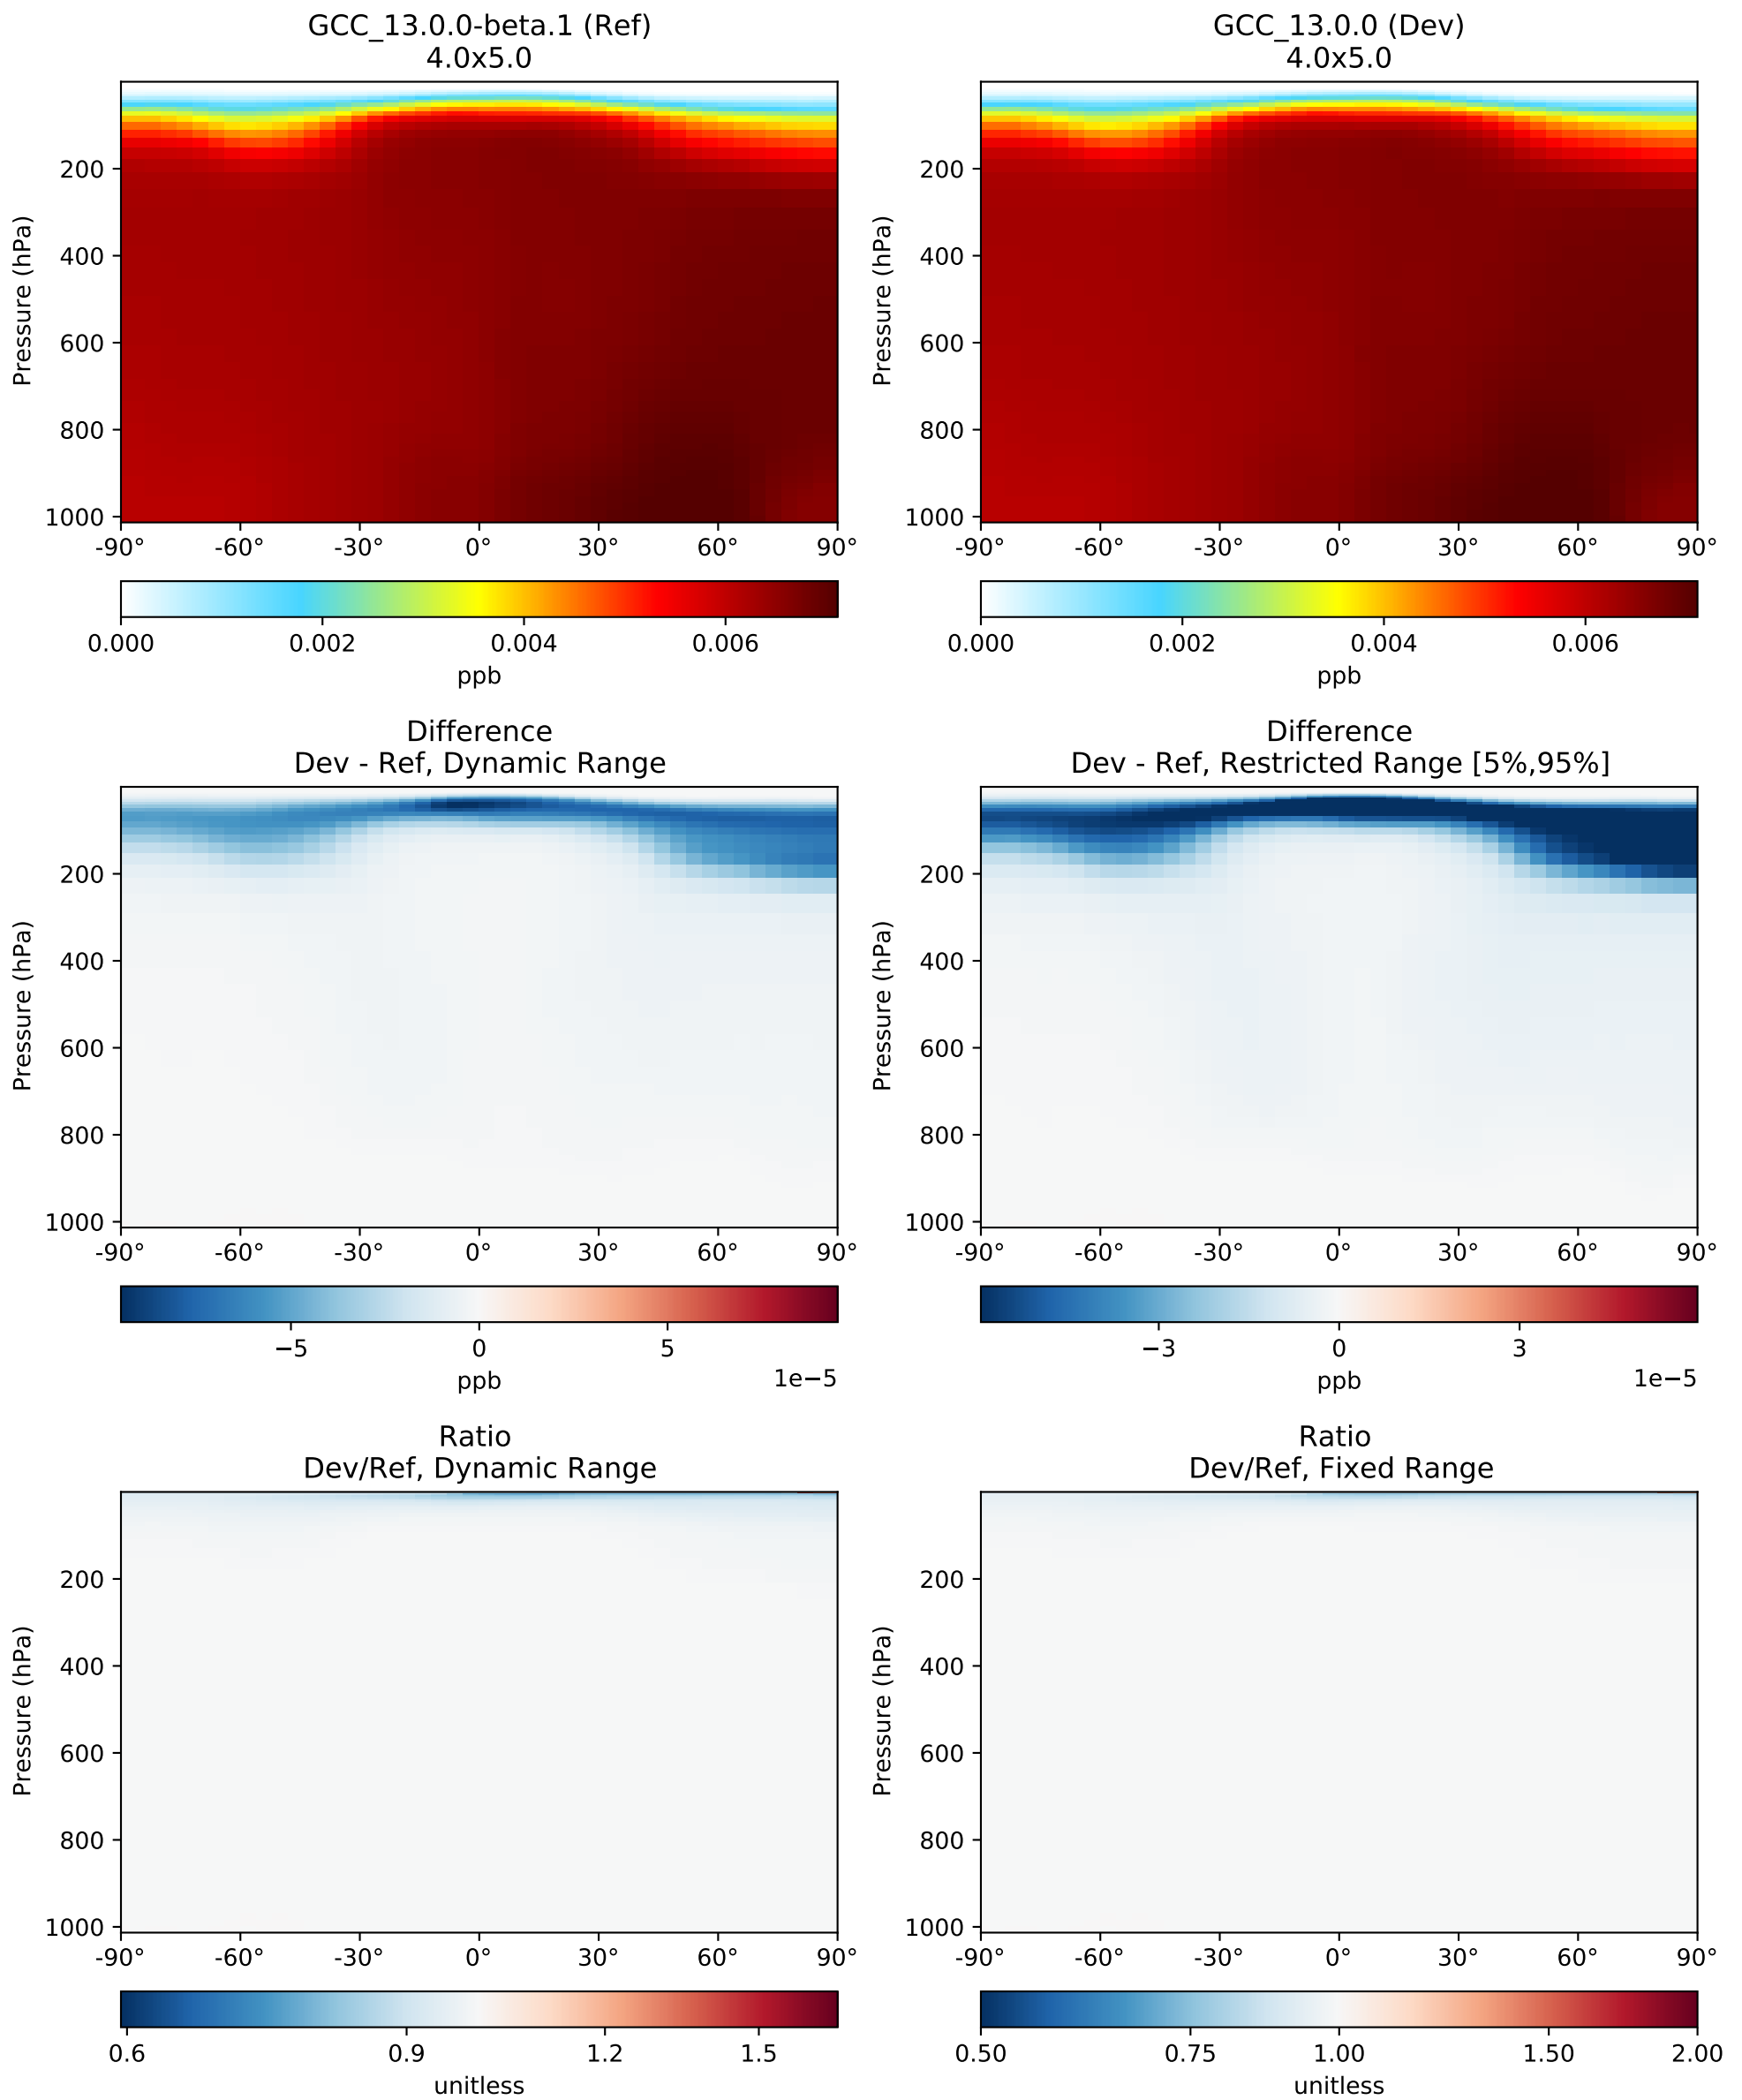 GCC_13.0.0-beta.1 (Ref)
4.0x5.0
GCC_13.0.0 (Dev)
4.0x5.0
Pressure (hPa)
200
400
600
800
1000
-90° -60° -30° 0° 30° 60° 90°
0.000 0.002 0.004 0.006
ppb
Pressure (hPa)
200
400
600
800
1000
-90° -60° -30° 0° 30° 60° 90°
0.000 0.002 0.004 0.006
ppb
Difference
Dev - Ref, Dynamic Range
Pressure (hPa)
200
400
600
800
1000
-90° -60° -30° 0° 30° 60° 90°
−5 0 5
ppb
1e−5
Difference
Dev - Ref, Restricted Range [5%,95%]
Pressure (hPa)
200
400
600
800
1000
-90° -60° -30° 0° 30° 60° 90°
−3 0 3
ppb
1e−5
Ratio
Dev/Ref, Dynamic Range
Pressure (hPa)
200
400
600
800
1000
-90° -60° -30° 0° 30° 60° 90°
0.6 0.9 1.2 1.5
unitless
Ratio
Dev/Ref, Fixed Range
Pressure (hPa)
200
400
600
800
1000
-90° -60° -30° 0° 30° 60° 90°
0.50 0.75 1.00 1.50 2.00
unitless